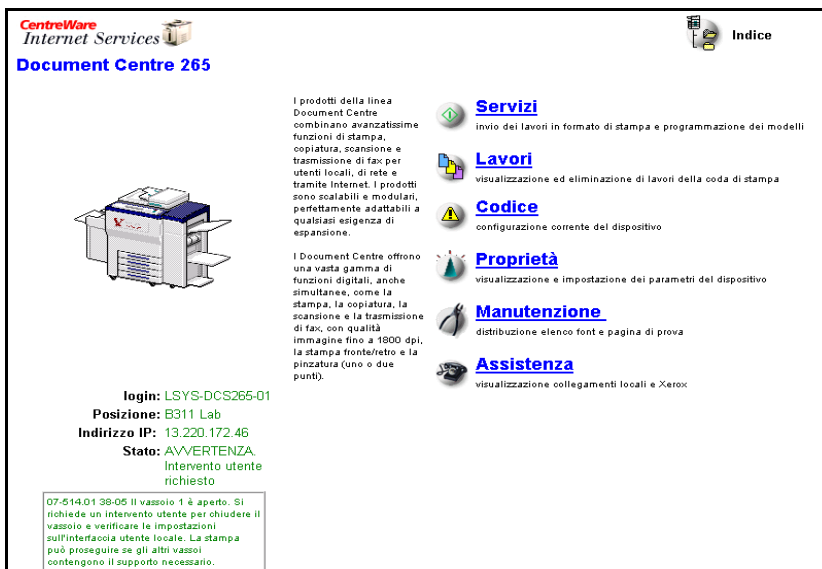 CentreWare
Internet Services
Indice
Document Centre 265
I prodotti della linea
Document Centre
combinano avanzatissime
funzioni di stampa,
copiatura, scansione e
trasmissione di fax per
utenti locali, di rete e
tramite Internet. I prodotti
sono scalabili e modulari,
perfettamente adattabili a
qualsiasi esigenza di
espansione.
I Document Centre offrono
una vasta gamma di
funzioni digitali, anche
simultanee, come la
stampa, la copiatura, la
scansione e la trasmissione
di fax, con qualità
immagine fino a 1800 dpi,
la stampa fronte/retro e la
pinzatura (uno o due
punti).
Servizi
invio dei lavori in formato di stampa e programmazione dei modelli
Lavori
visualizzazione ed eliminazione di lavori della coda di stampa
Codice
configurazione corrente del dispositivo
Proprietà
visualizzazione e impostazione dei parametri del dispositivo
Manutenzione
distribuzione elenco font e pagina di prova
Assistenza
visualizzazione collegamenti locali e Xerox
login: LSYS-DCS265-01
Posizione: B311 Lab
Indirizzo IP: 13.220.172.46
Stato: AVVERTENZA.
Intervento utente
richiesto
07-514.01 38-05 Il vassoio 1 è aperto. Si
richiede un intervento utente per chiudere il
vassoio e verificare le impostazioni
sull'interfaccia utente locale. La stampa
può proseguire se gli altri vassoi
contengono il supporto necessario.